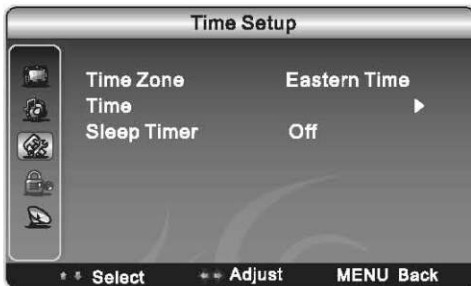 Time Setup
Time Zone Eastern Time
Time
Sleep Timer Off
Select Adjust MENU Back